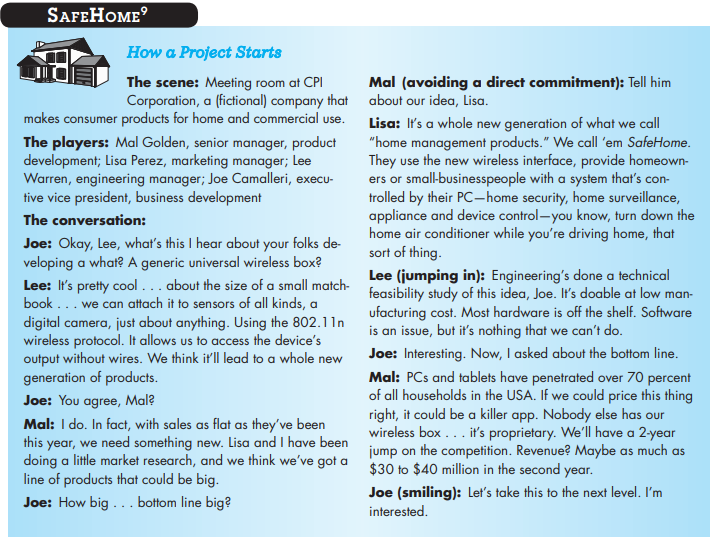 SAFEHOME9
How a Project Starts
The scene: Meeting room at CPI
Corporation, a (fictional) company that
makes consumer products for home and commercial use.
The players: Mal Golden, senior manager, product
development; Lisa Perez, marketing manager; Lee
Warren, engineering manager; Joe Camalleri, execu-
tive vice president, business development
The conversation:
Joe: Okay, Lee, what's this I hear about your folks de-
veloping a what? A generic universal wireless box?
Lee: It's pretty cool . . . about the size of a small match-
book . . . we can attach it to sensors of all kinds, a
digital camera, just about anything. Using the 802.11n
wireless protocol. It allows us to access the device's
output without wires. We think it'll lead to a whole new
generation of products.
Joe: You agree, Mal?
Mal: I do. In fact, with sales as flat as they've been
this year, we need something new. Lisa and I have been
doing a little market research, and we think we've got a
line of products that could be big.
Joe: How big . . . bottom line big?
Mal (avoiding a direct commitment): Tell him
about our idea, Lisa.
Lisa: It's a whole new generation of what we call
"home management products." We call 'em SafeHome.
They use the new wireless interface, provide homeown-
ers or small-businesspeople with a system that's con-
trolled by their PC—home security, home surveillance,
appliance and device control—you know, turn down the
home air conditioner while you're driving home, that
sort of thing.
Lee (jumping in): Engineering's done a technical
feasibility study of this idea, Joe. It's doable at low man-
ufacturing cost. Most hardware is off the shelf. Software
is an issue, but it's nothing that we can't do.
Joe: Interesting. Now, I asked about the bottom line.
Mal: PCs and tablets have penetrated over 70 percent
of all households in the USA. If we could price this thing
right, it could be a killer app. Nobody else has our
wireless box . . . it's proprietary. We'll have a 2-year
jump on the competition. Revenue? Maybe as much as
$30 to $40 million in the second year.
Joe (smiling): Let's take this to the next level. I'm
interested.